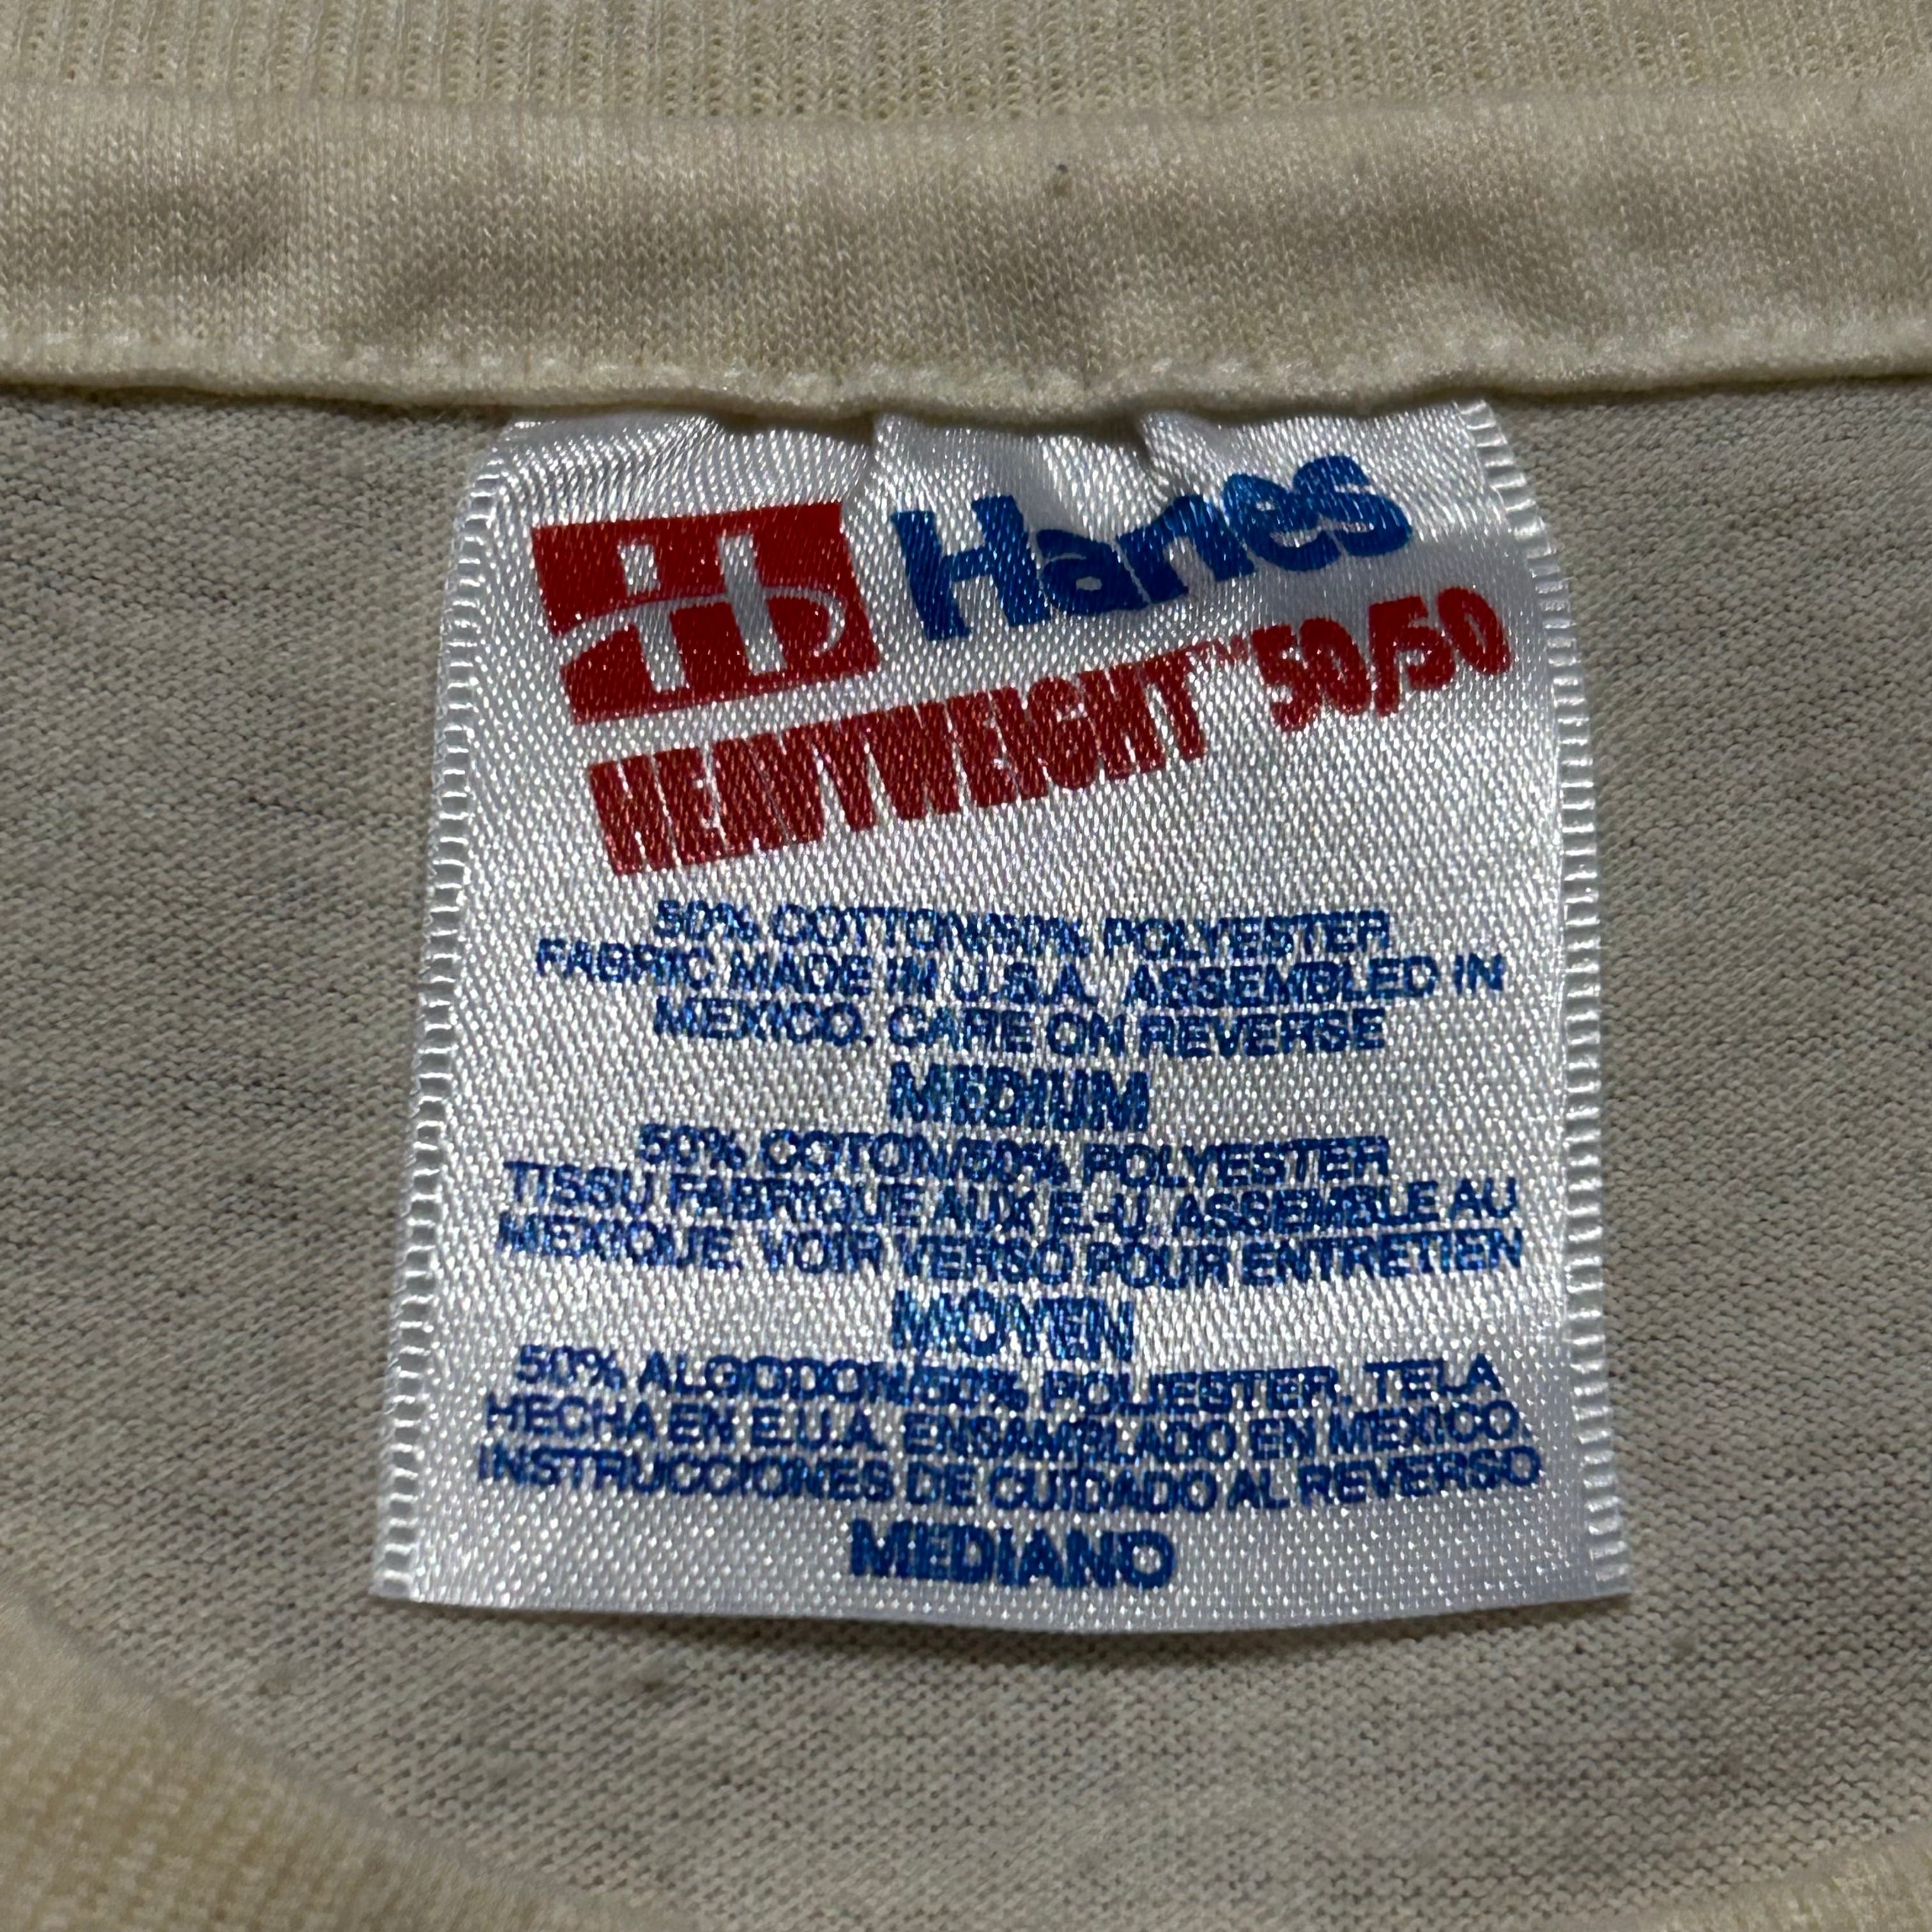 H Hanes
HEAVYWEIGHT™ 50/50
50% COTTON/50% POLYESTER
FABRIC MADE IN U.S.A. ASSEMBLED IN
MEXICO. CARE ON REVERSE
MEDIUM
50% COTON/50% POLYESTER
TISSU FABRIQUE AUX E.-U. ASSEMBLE AU
MEXIQUE. VOIR VERSO POUR ENTRETIEN
MOYEN
50% ALGODON/50% POLIESTER. TELA
HECHA EN E.U.A. ENSAMBLADO EN MEXICO.
INSTRUCCIONES DE CUIDADO AL REVERSO
MEDIANO